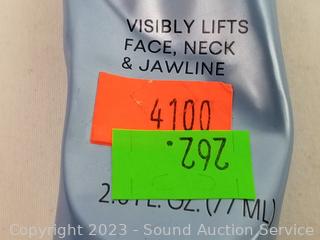 VISIBLY LIFTS
FACE, NECK
& JAWLINE
4100
262.
FL. OZ. (77 ML)
Copyright 2023 - Sound Auction Service